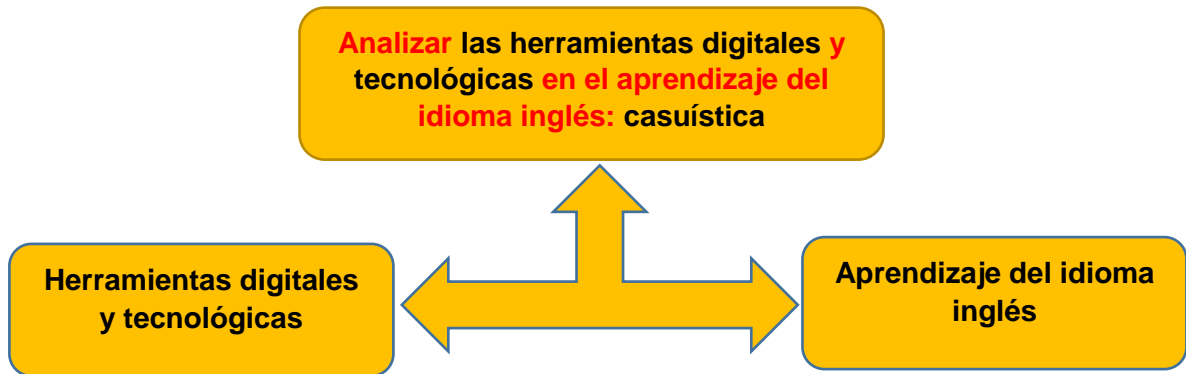 Analizar las herramientas digitales y
tecnológicas en el aprendizaje del
idioma inglés: casuística
Herramientas digitales
y tecnológicas
Aprendizaje del idioma
inglés